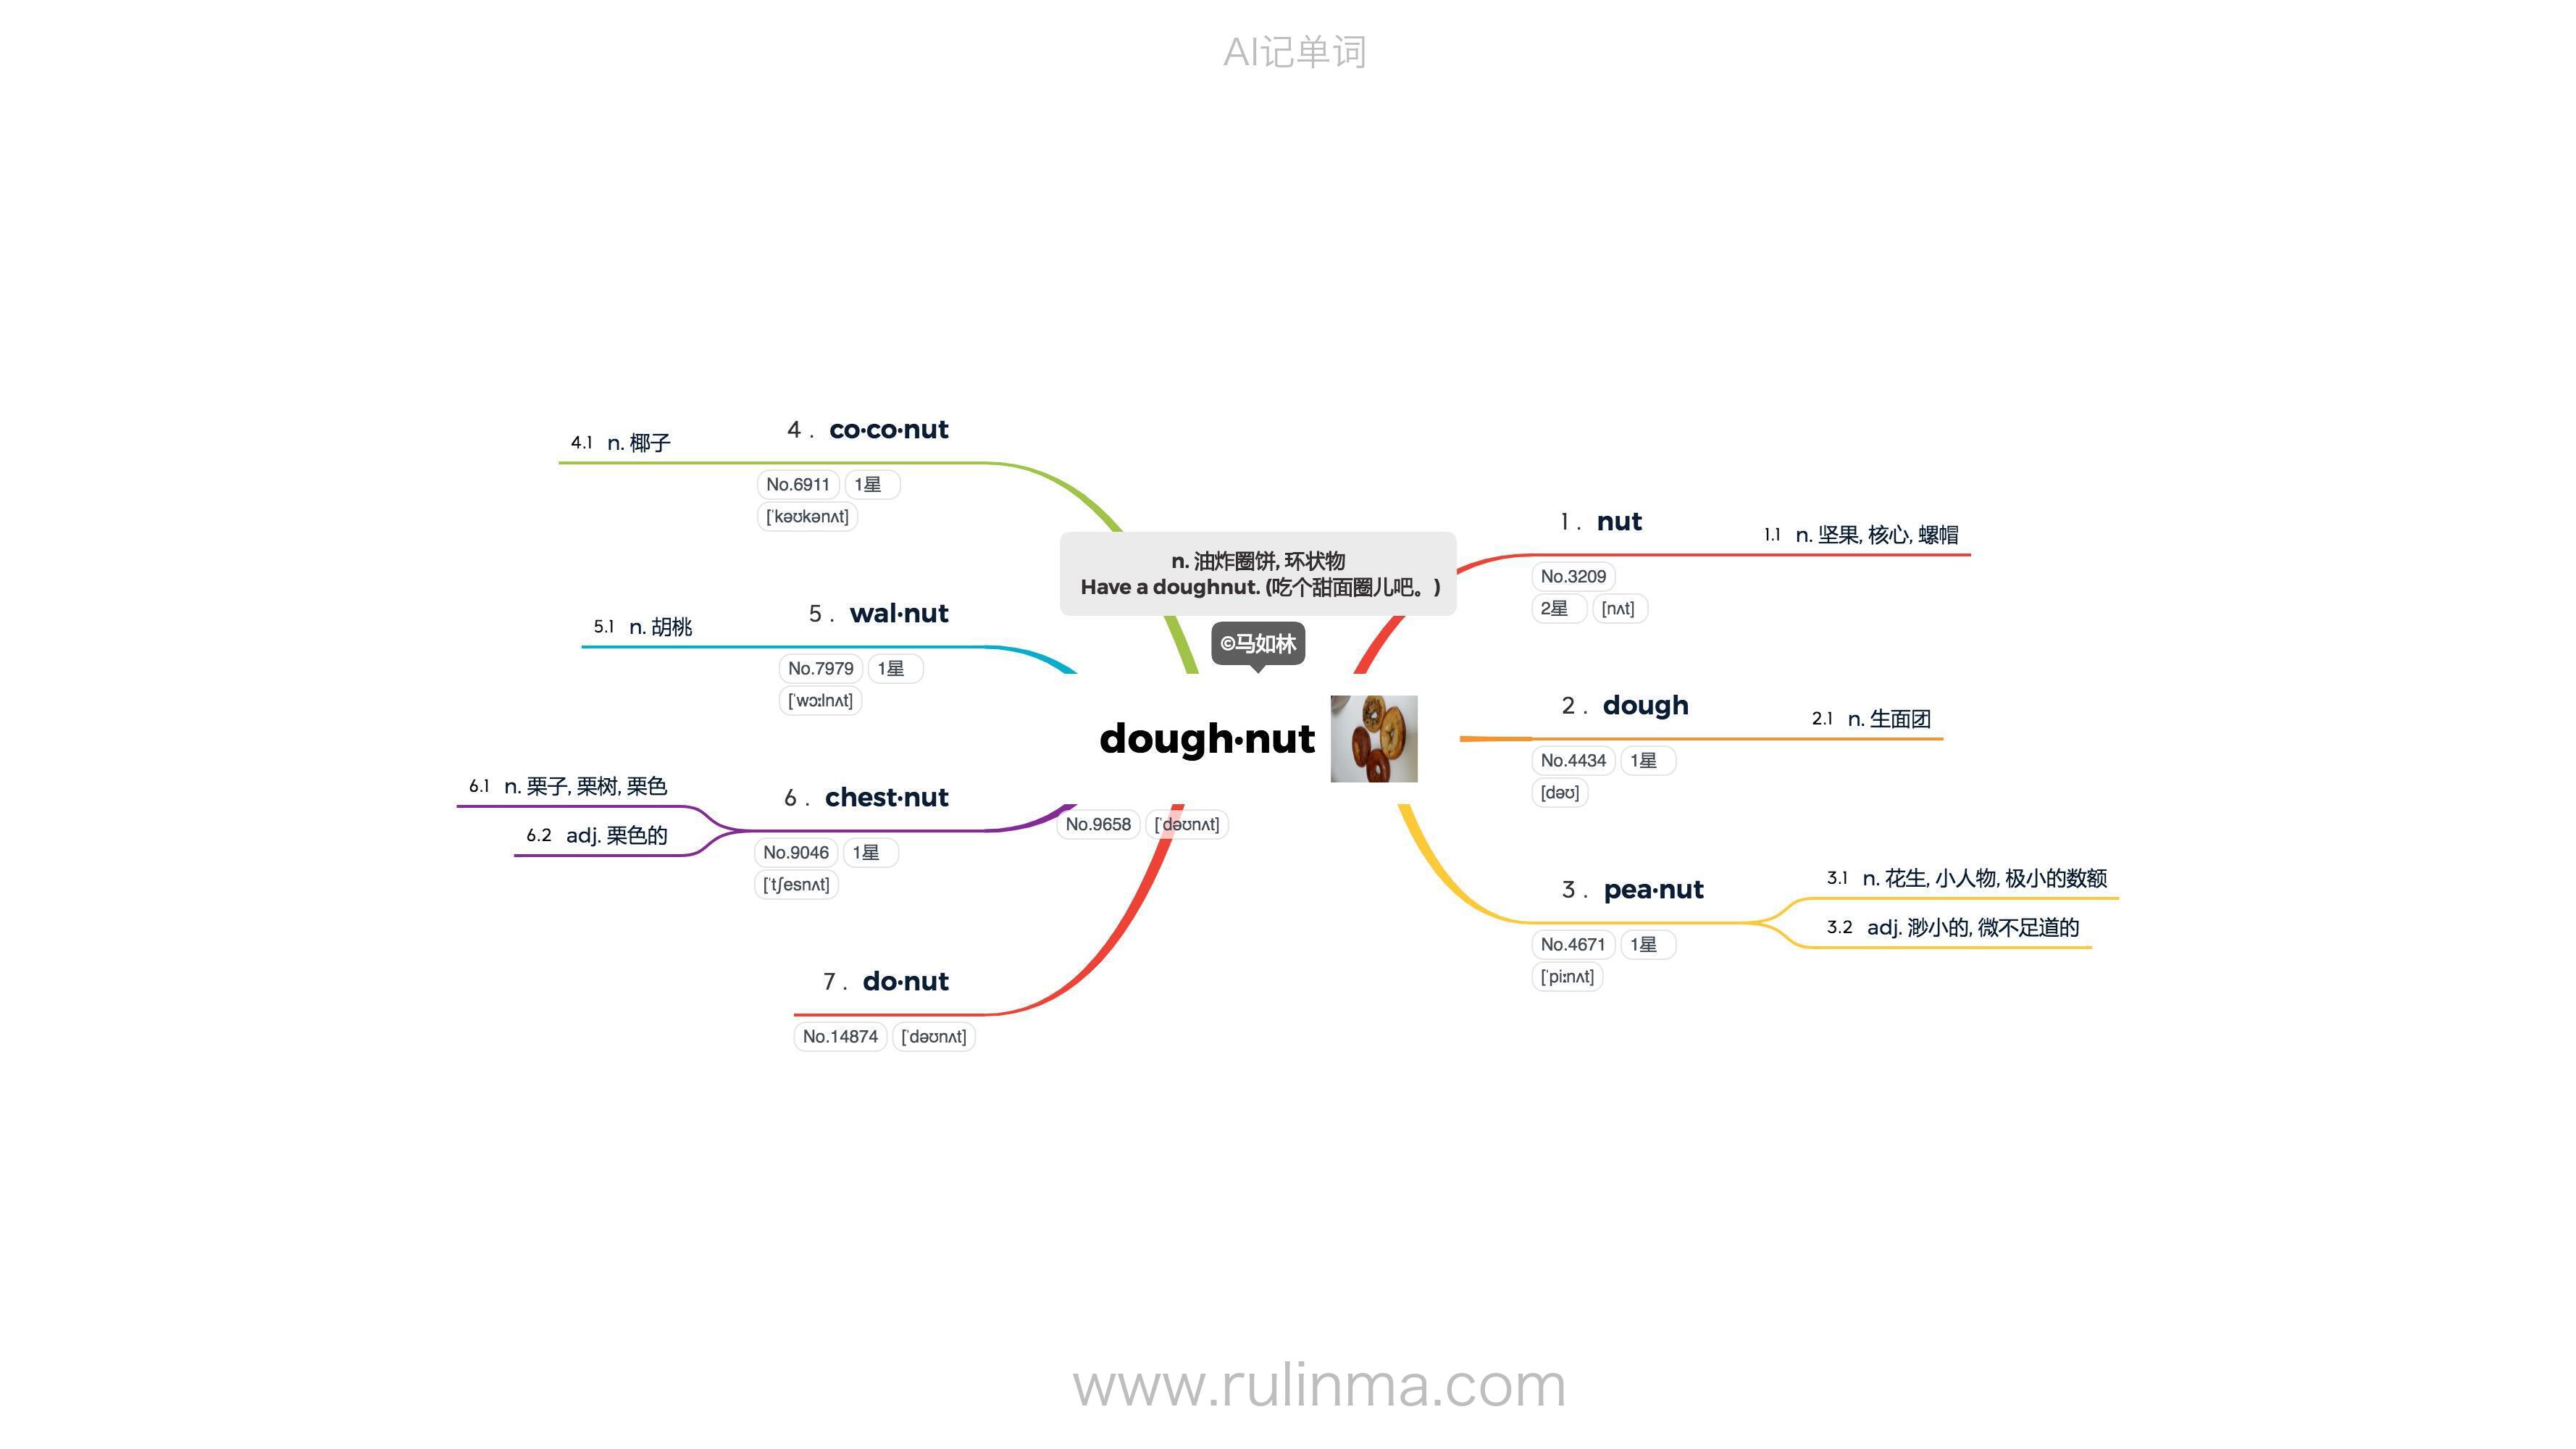 AI记单词
n. 油炸圈饼, 环状物
Have a doughnut. (吃个甜面圈儿吧。)
©马如林
dough·nut
No.9658 [ˈdəʊnʌt]
1. nut
1.1 n. 坚果, 核心, 螺帽
No.3209
2星 [nʌt]
2. dough
2.1 n. 生面团
No.4434 1星
[dəʊ]
3. pea·nut
3.1 n. 花生, 小人物, 极小的数额
3.2 adj. 渺小的, 微不足道的
No.4671 1星
[ˈpiːnʌt]
4. co·co·nut
4.1 n. 椰子
No.6911 1星
[ˈkəʊkənʌt]
5. wal·nut
5.1 n. 胡桃
No.7979 1星
[ˈwɔːlnʌt]
6. chest·nut
6.1 n. 栗子, 栗树, 栗色
6.2 adj. 栗色的
No.9046 1星
[ˈtʃesnʌt]
7. do·nut
No.14874 [ˈdəʊnʌt]
www.rulinma.com